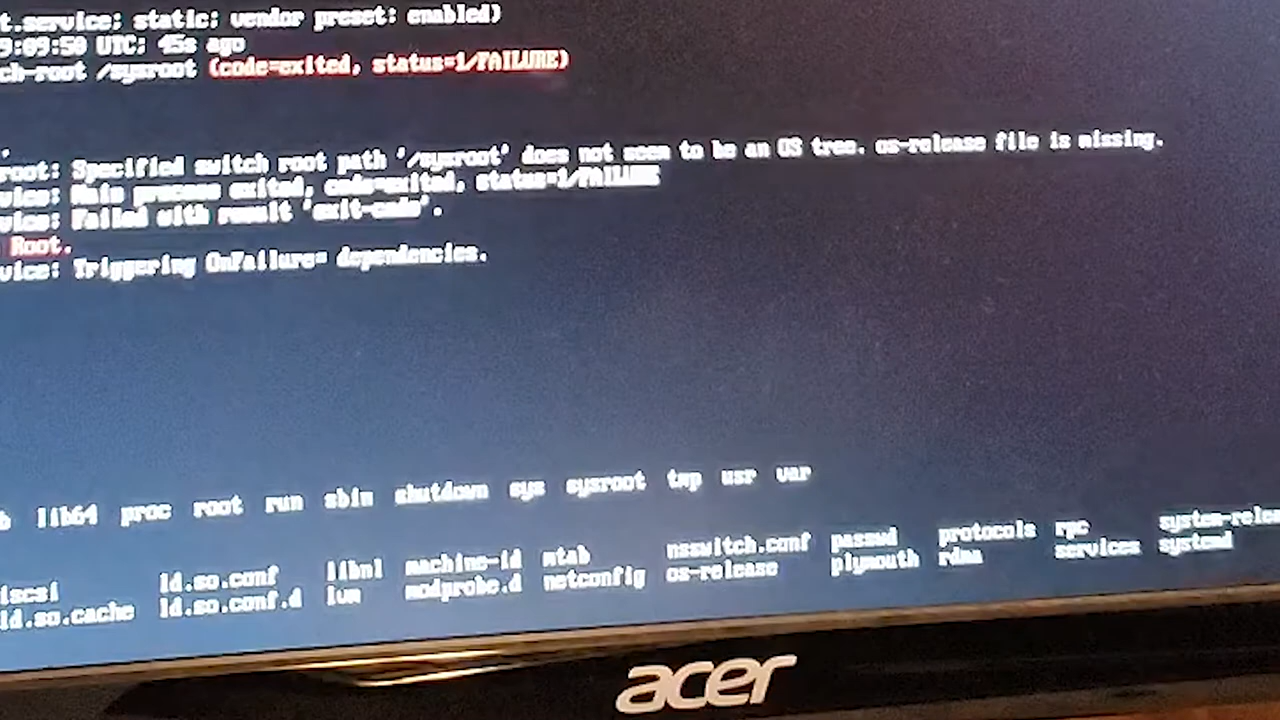 t.service; static; vendor preset: enabled)
9:09:50 UTC; 45s ago
ch-root /sysroot (code=exited, status=1/FAILURE)
.
root: Specified switch root path '/sysroot' does not seem to be an OS tree. os-release file is missing.
vice: Main process exited, code=exited, status=1/FAILURE
vice: Failed with result 'exit-code'.
Root.
vice: Triggering OnFailure= dependencies.
b lib64 proc root run sbin shutdown sys sysroot tmp usr var
iscsi ld.so.conf libnl machine-id mtab nsswitch.conf passwd protocols rpc system-relea
ld.so.cache ld.so.conf.d lvm modprobe.d netconfig os-release plymouth rdma services systemd
acer